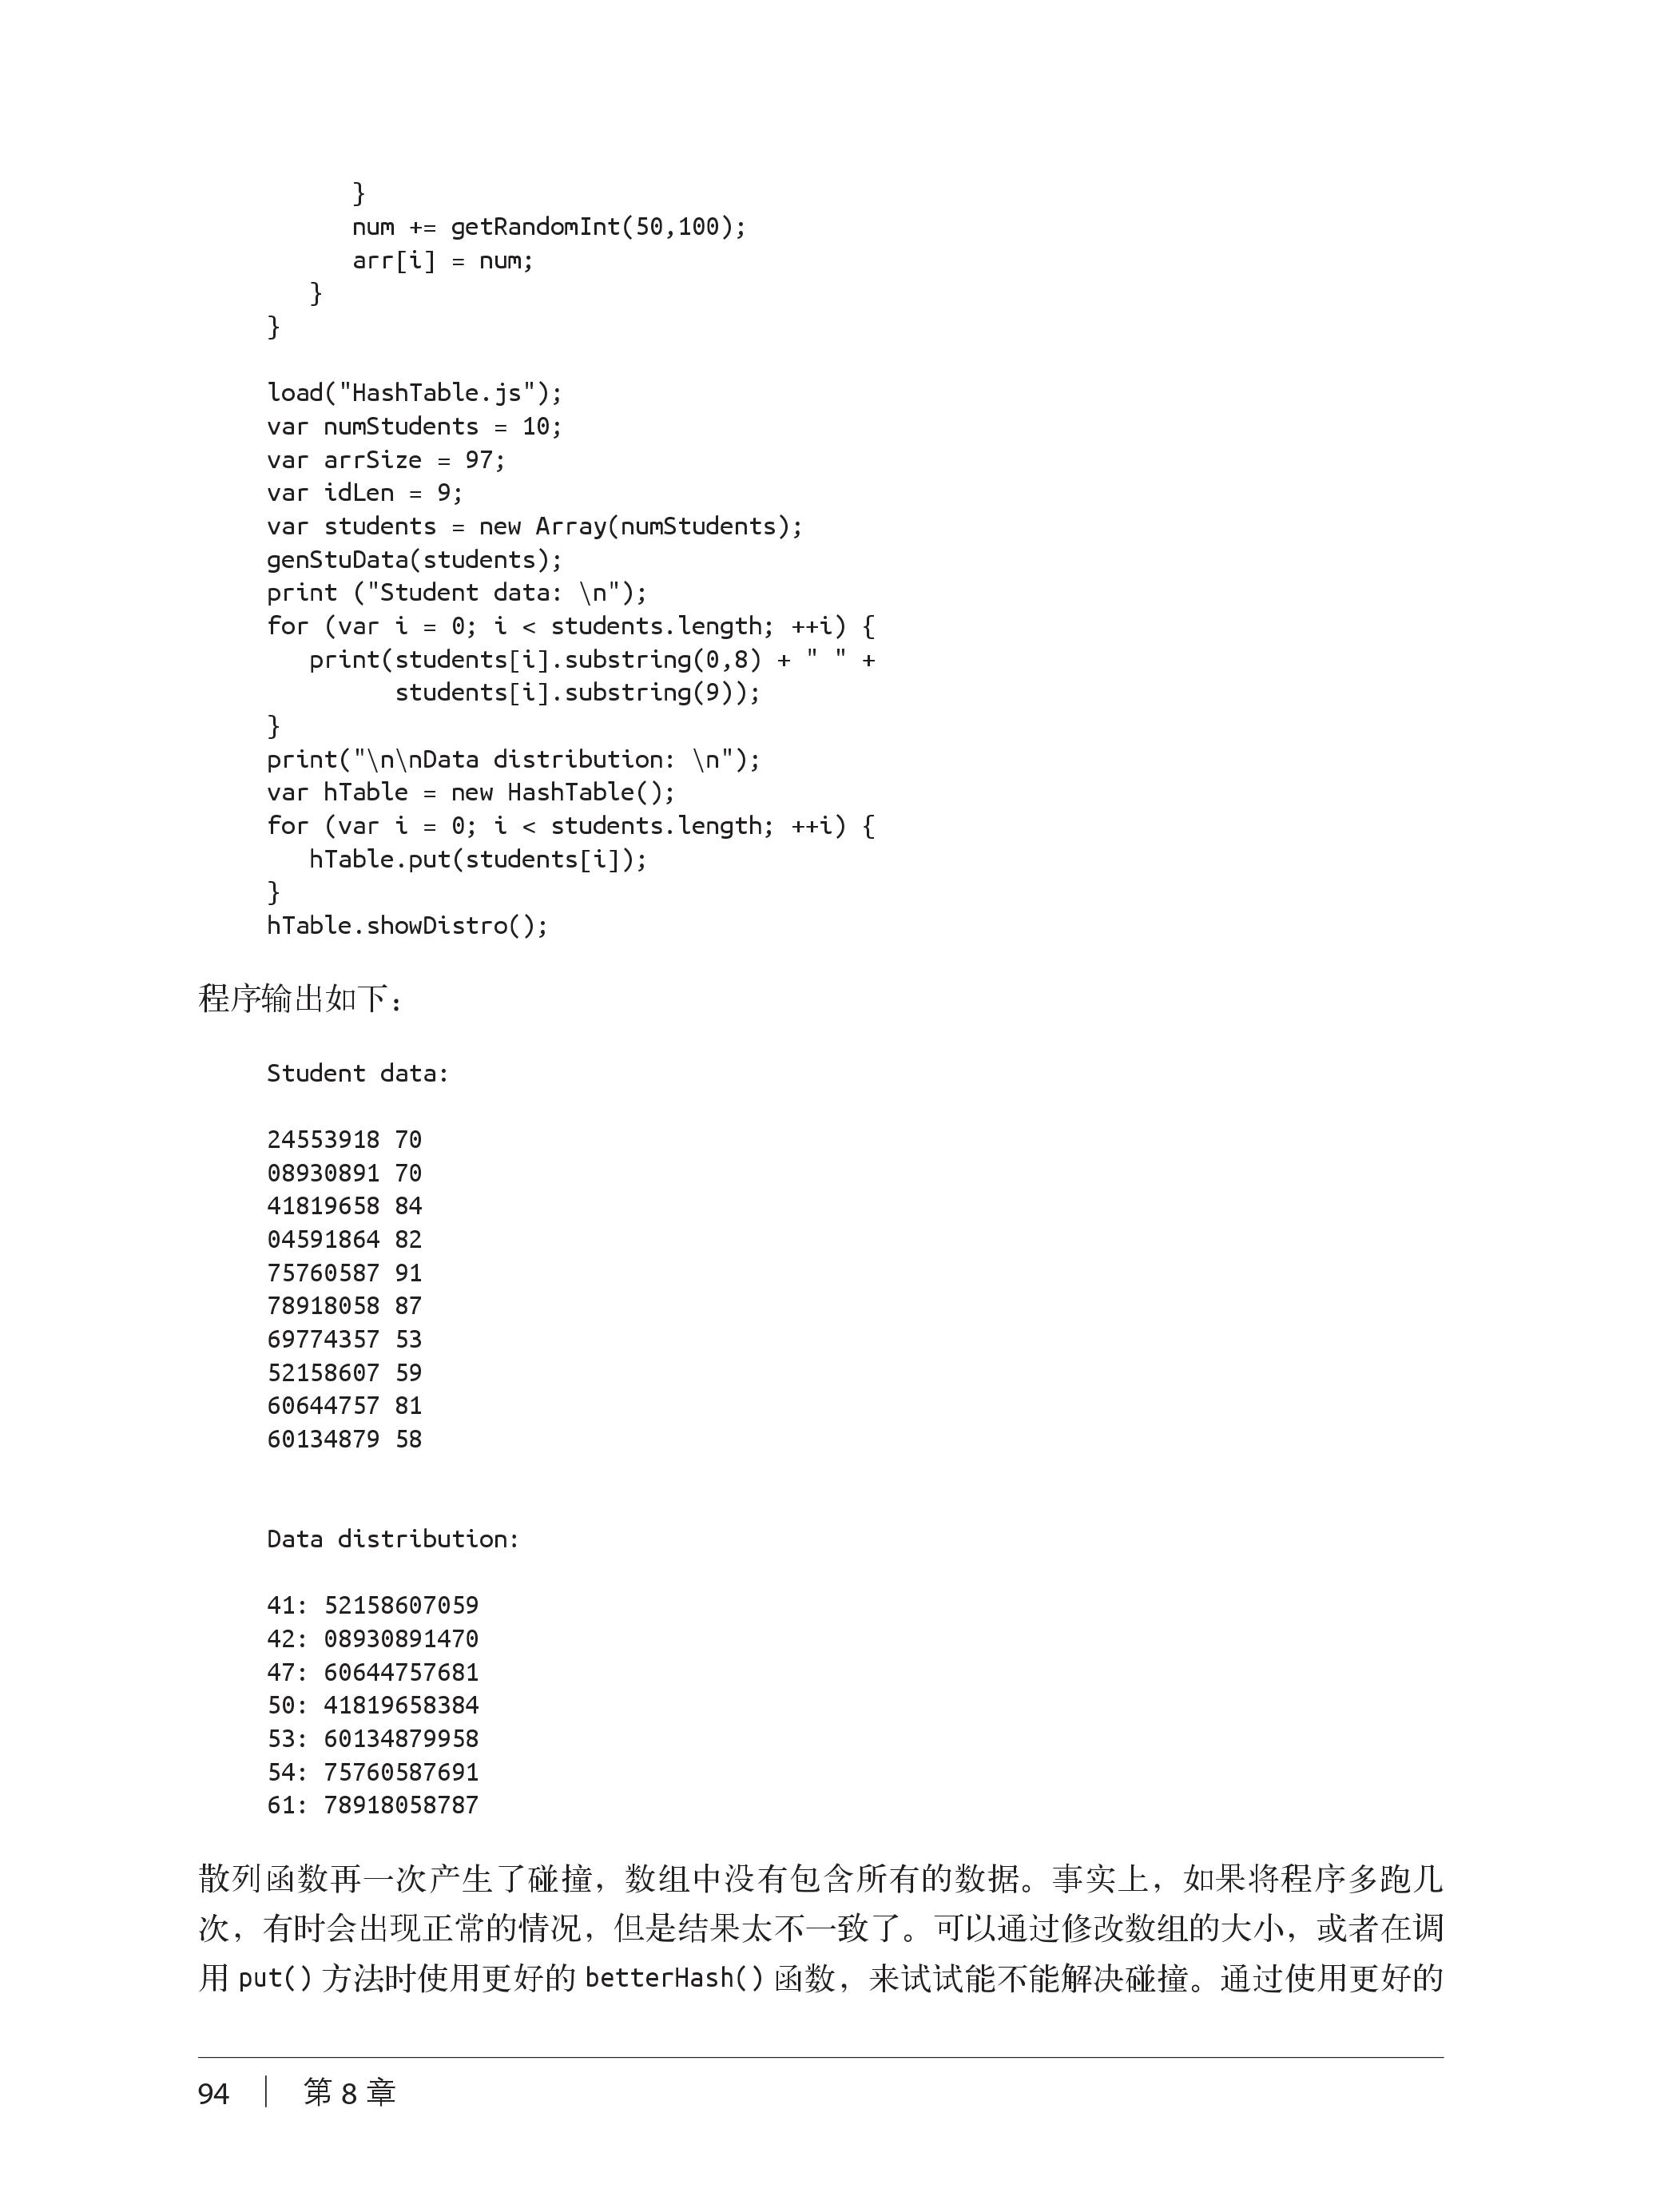 }
      num += getRandomInt(50,100);
      arr[i] = num;
   }
}
load("HashTable.js");
var numStudents = 10;
var arrSize = 97;
var idLen = 9;
var students = new Array(numStudents);
genStuData(students);
print ("Student data: \n");
for (var i = 0; i < students.length; ++i) {
   print(students[i].substring(0,8) + " " +
         students[i].substring(9));
}
print("\n\nData distribution: \n");
var hTable = new HashTable();
for (var i = 0; i < students.length; ++i) {
   hTable.put(students[i]);
}
hTable.showDistro();
程序输出如下：
Student data:
24553918 70
08930891 70
41819658 84
04591864 82
75760587 91
78918058 87
69774357 53
52158607 59
60644757 81
60134879 58
Data distribution:
41: 52158607059
42: 08930891470
47: 60644757681
50: 41819658384
53: 60134879958
54: 75760587691
61: 78918058787
散列函数再一次产生了碰撞，数组中没有包含所有的数据。事实上，如果将程序多跑几
次，有时会出现正常的情况，但是结果太不一致了。可以通过修改数组的大小，或者在调
用 put() 方法时使用更好的 betterHash() 函数，来试试能不能解决碰撞。通过使用更好的
94 | 第 8 章